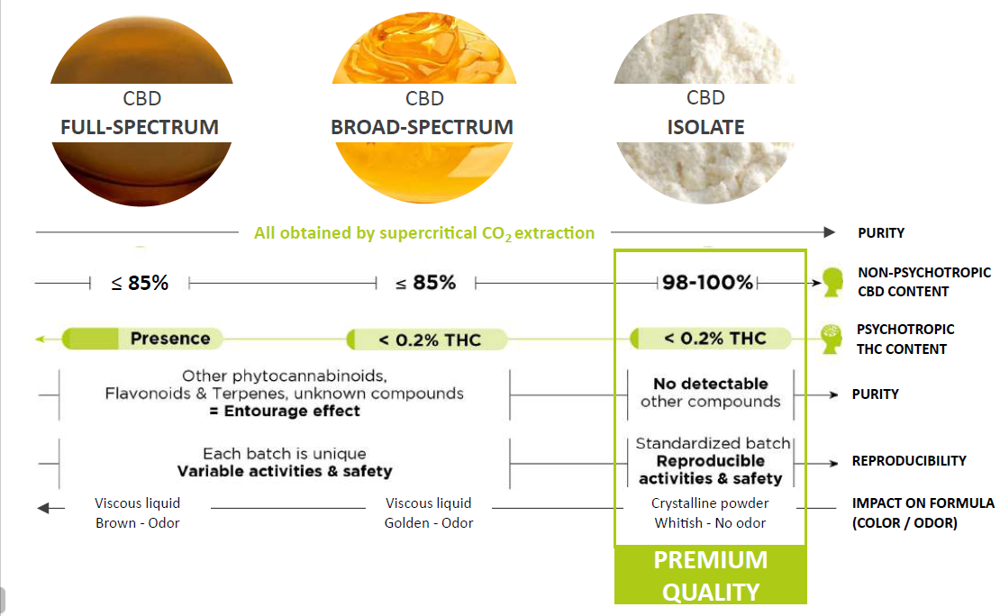 CBD
FULL-SPECTRUM
CBD
BROAD-SPECTRUM
CBD
ISOLATE
All obtained by supercritical CO₂ extraction
PURITY
≤ 85%
≤ 85%
98-100%
NON-PSYCHOTROPIC
CBD CONTENT
Presence
< 0.2% THC
< 0.2% THC
PSYCHOTROPIC
THC CONTENT
Other phytocannabinoids,
Flavonoids & Terpenes, unknown compounds
= Entourage effect
No detectable
other compounds
PURITY
Each batch is unique
Variable activities & safety
Standardized batch
Reproducible
activities & safety
REPRODUCIBILITY
Viscous liquid
Brown - Odor
Viscous liquid
Golden - Odor
Crystalline powder
Whitish - No odor
IMPACT ON FORMULA
(COLOR / ODOR)
PREMIUM
QUALITY